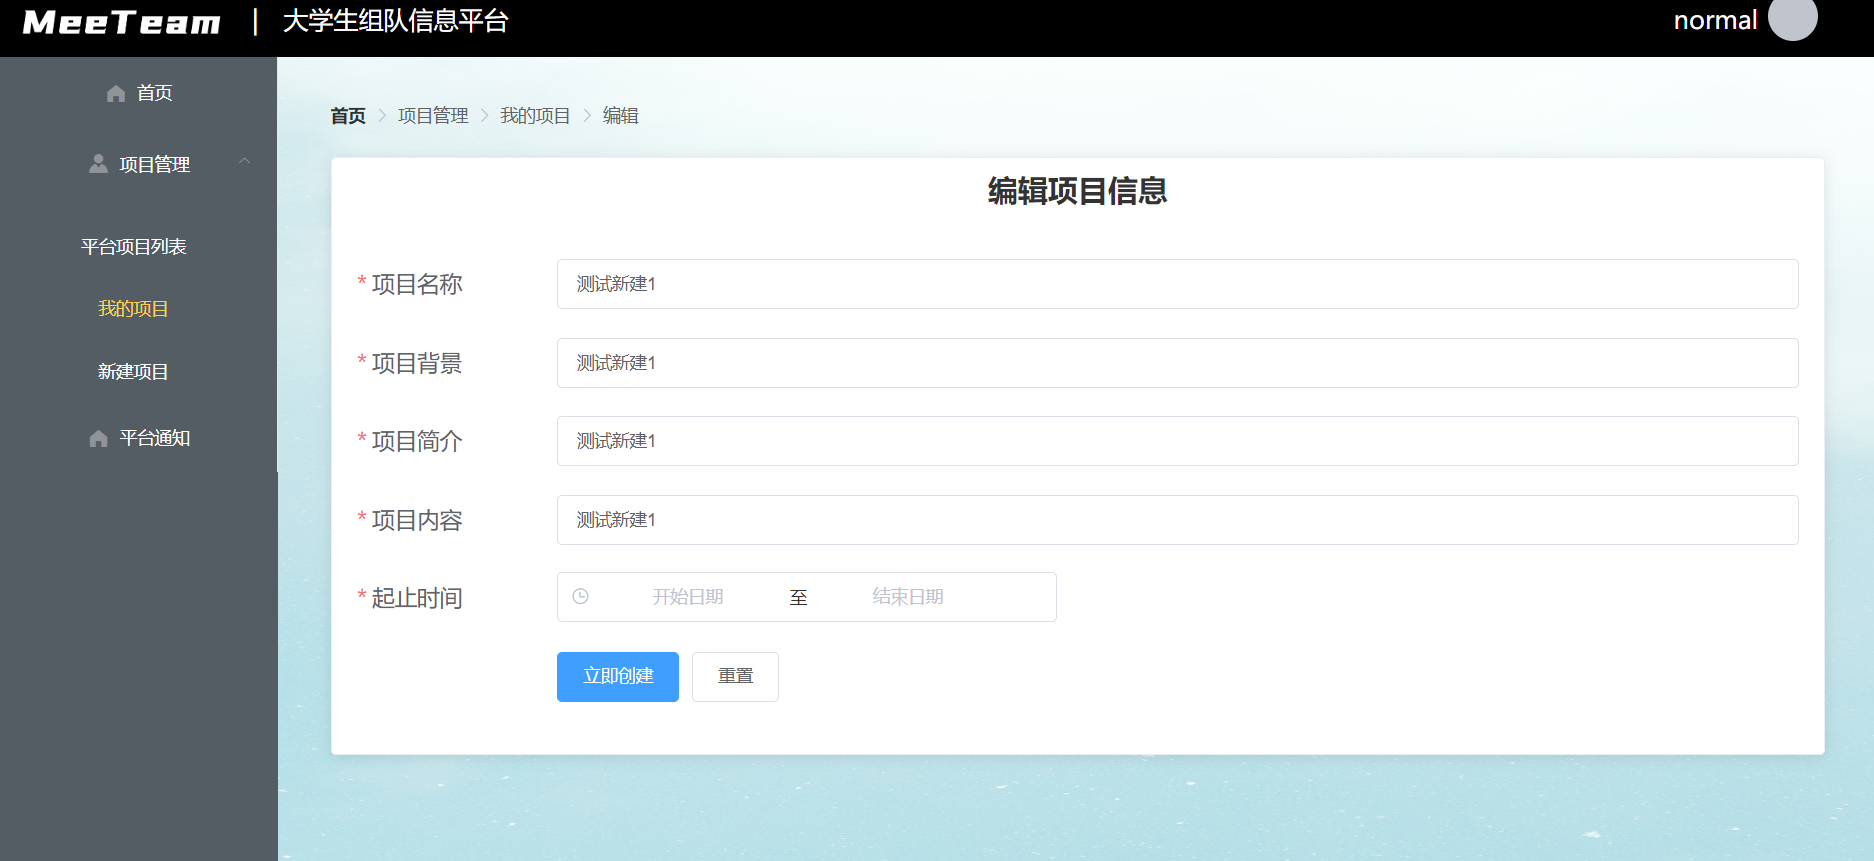 MeeTeam | 大学生组队信息平台
normal
首页
项目管理
平台项目列表
我的项目
新建项目
平台通知
首页 > 项目管理 > 我的项目 > 编辑
编辑项目信息
* 项目名称 测试新建1
* 项目背景 测试新建1
* 项目简介 测试新建1
* 项目内容 测试新建1
* 起止时间 开始日期 至 结束日期
立即创建 重置